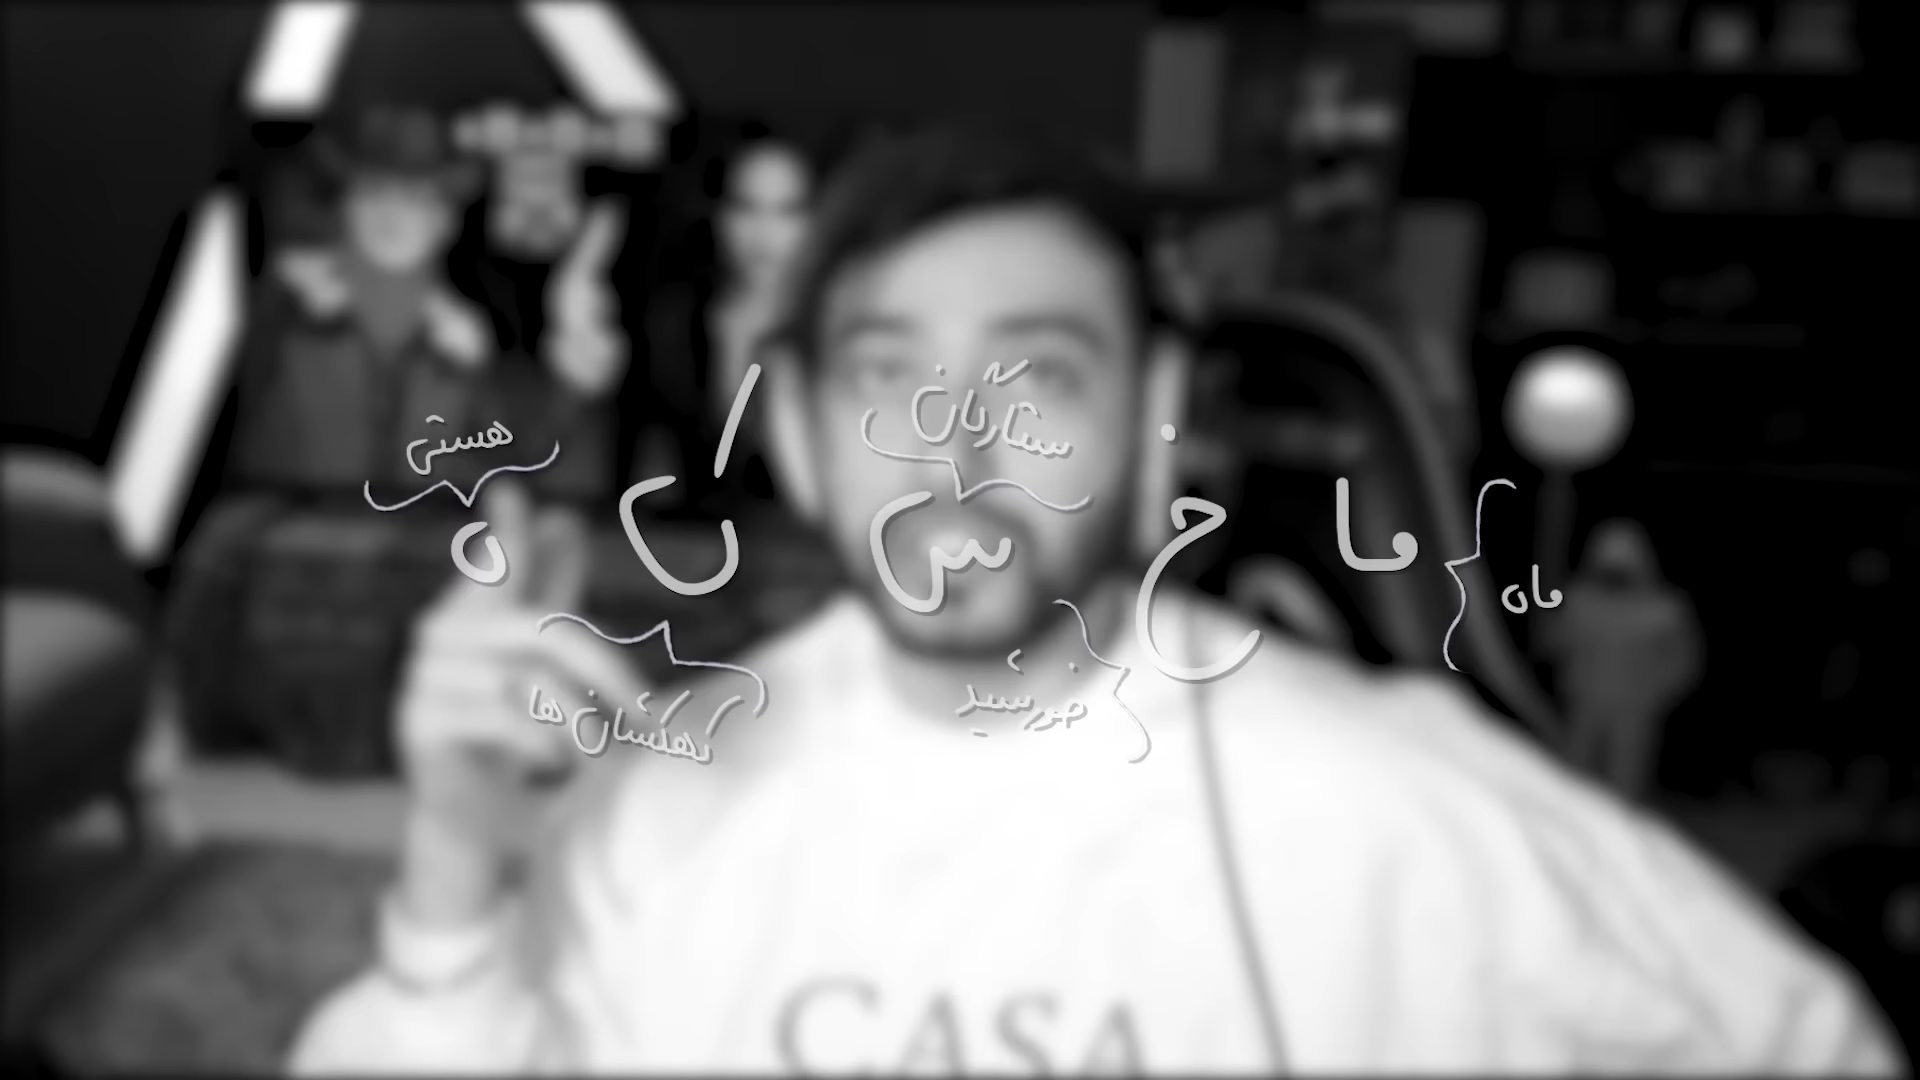 ستارگان
هستی
ما خ س ک ه
ماه
خورشید
کهکشان ها
CASA